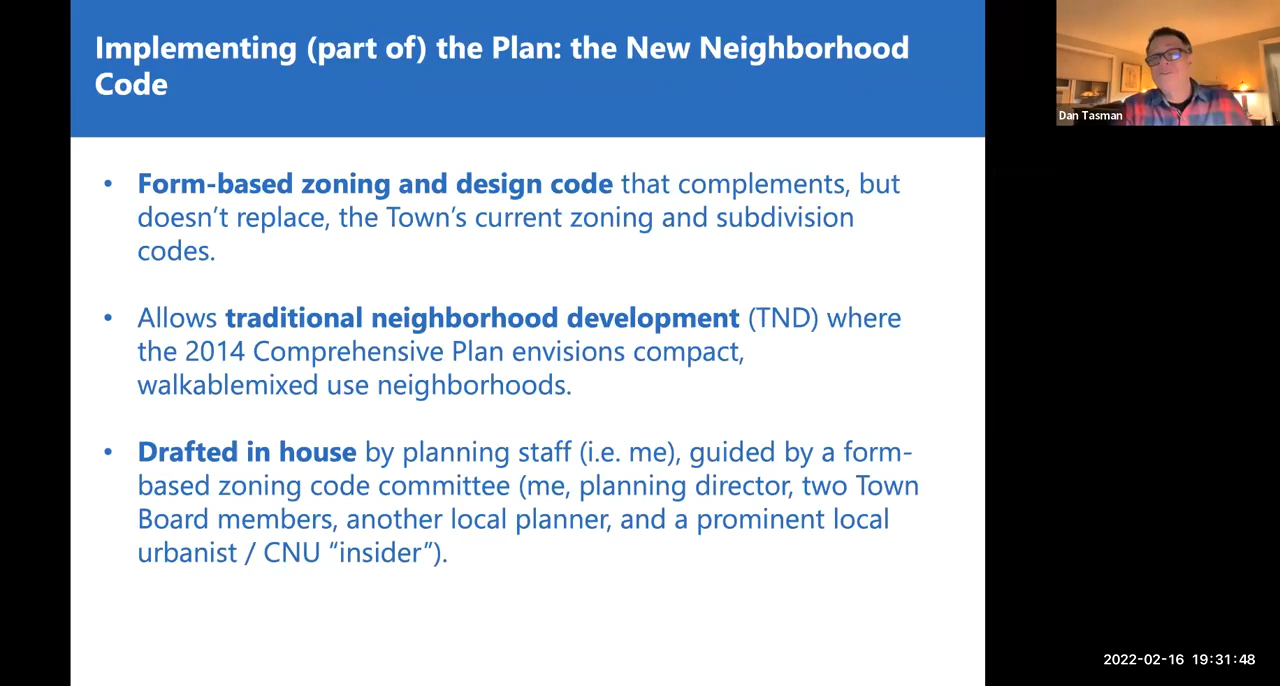 Implementing (part of) the Plan: the New Neighborhood
Code
• Form-based zoning and design code that complements, but
doesn’t replace, the Town’s current zoning and subdivision
codes.
• Allows traditional neighborhood development (TND) where
the 2014 Comprehensive Plan envisions compact,
walkablemixed use neighborhoods.
• Drafted in house by planning staff (i.e. me), guided by a form-
based zoning code committee (me, planning director, two Town
Board members, another local planner, and a prominent local
urbanist / CNU “insider”).
Dan Tasman
2022-02-16 19:31:48